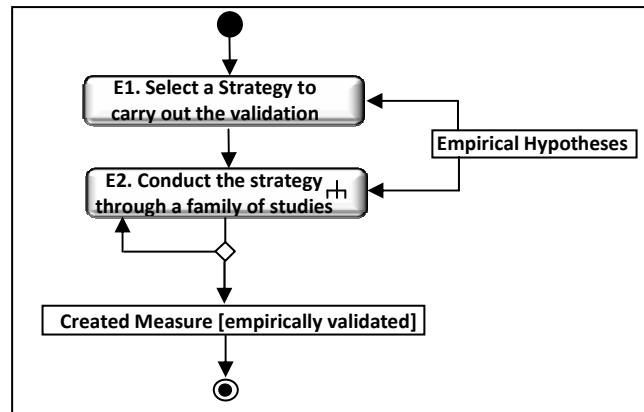 E1. Select a Strategy to
carry out the validation
Empirical Hypotheses
E2. Conduct the strategy
through a family of studies
Created Measure [empirically validated]